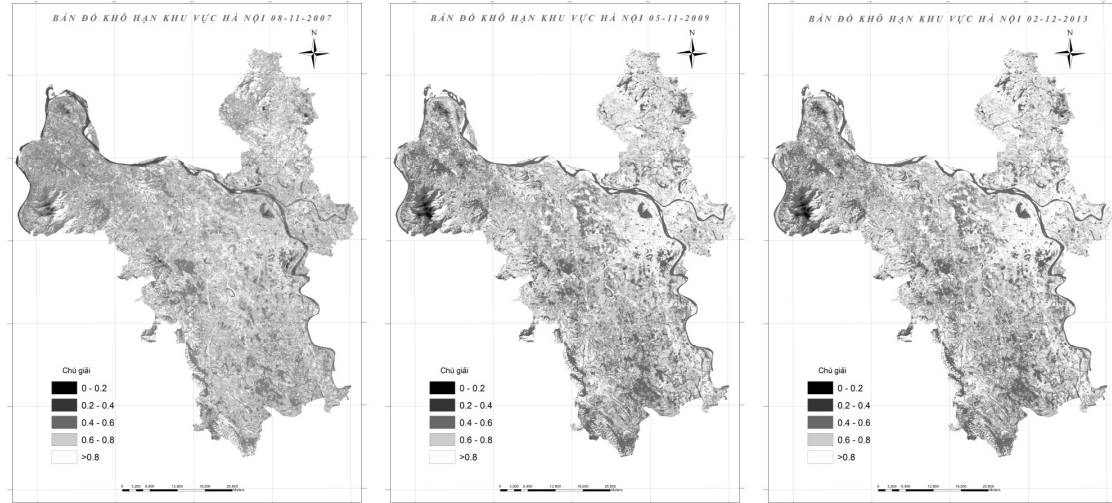 BẢN ĐỒ KHÔ HẠN KHU VỰC HÀ NỘI 08-11-2007
N
Chú giải
0 - 0.2
0.2 - 0.4
0.4 - 0.6
0.6 - 0.8
>0.8
Meters
BẢN ĐỒ KHÔ HẠN KHU VỰC HÀ NỘI 05-11-2009
N
Chú giải
0 - 0.2
0.2 - 0.4
0.4 - 0.6
0.6 - 0.8
>0.8
Meters
BẢN ĐỒ KHÔ HẠN KHU VỰC HÀ NỘI 02-12-2013
N
Chú giải
0 - 0.2
0.2 - 0.4
0.4 - 0.6
0.6 - 0.8
>0.8
Meters